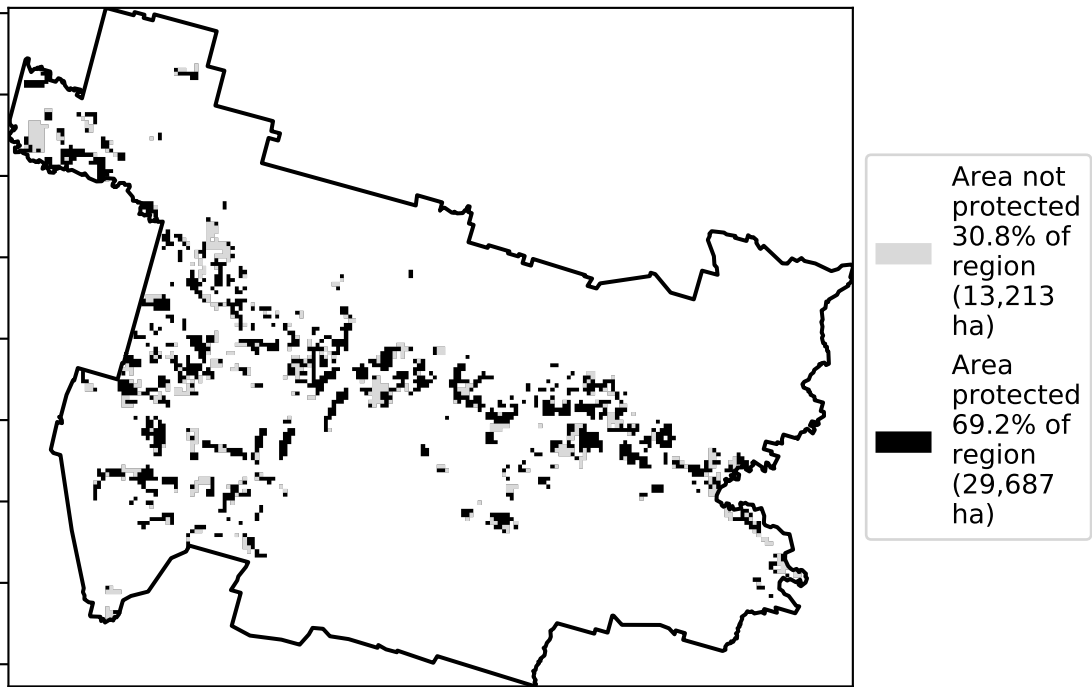 Area not
protected
30.8% of
region
(13,213
ha)
Area
protected
69.2% of
region
(29,687
ha)